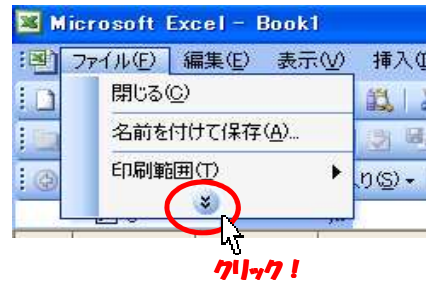 Microsoft Excel - Book1
ファイル(F) 編集(E) 表示(V) 挿入(I
閉じる(C)
名前を付けて保存(A)...
印刷範囲(T)
り(S)
クリック！